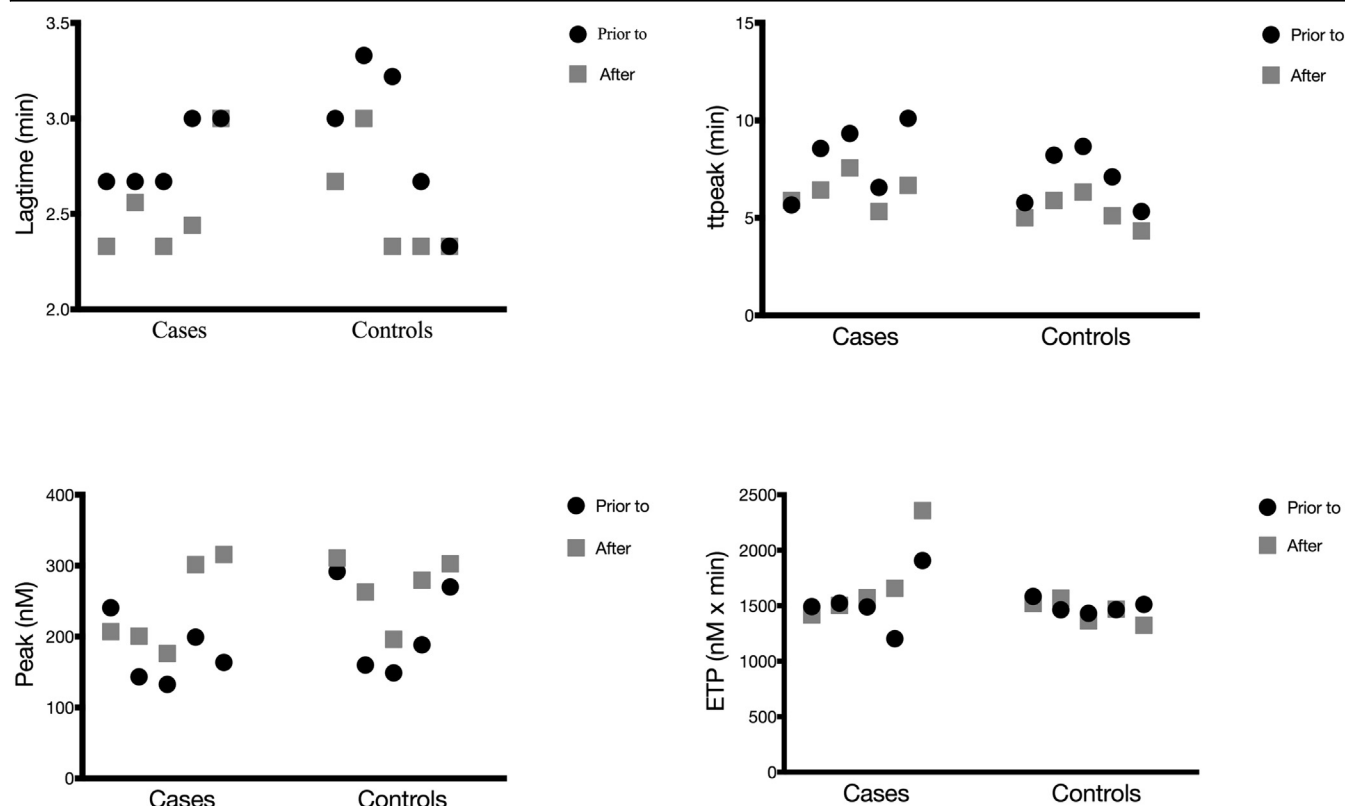 3.5
3.0
2.5
2.0
Lagtime (min)
Cases
Controls
Prior to
After
15
10
5
0
ttpeak (min)
Cases
Controls
Prior to
After
400
300
200
100
0
Peak (nM)
Cases
Controls
Prior to
After
2500
2000
1500
1000
500
0
ETP (nM x min)
Cases
Controls
Prior to
After